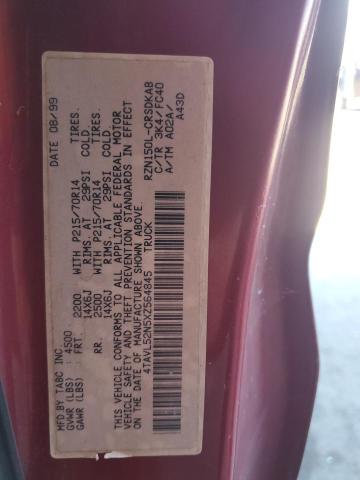 MFD BY TABC INC DATE 08/99
GVWR (LBS) : 4500
GAWR (LBS) : FRT. 2200 WITH P215/70R14 TIRES.
14X6J RIMS. AT 29PSI COLD.
RR. 2500 WITH P215/70R14 TIRES.
14X6J RIMS. AT 29PSI COLD.
THIS VEHICLE CONFORMS TO ALL APPLICABLE FEDERAL MOTOR
VEHICLE SAFETY AND THEFT PREVENTION STANDARDS IN EFFECT
ON THE DATE OF MANUFACTURE SHOWN ABOVE.
4TAVL52N5XZ564845 TRUCK
RZN150L-CRSDKAB
C/TR 3K4/FC40
A/TM A02A/
A43D